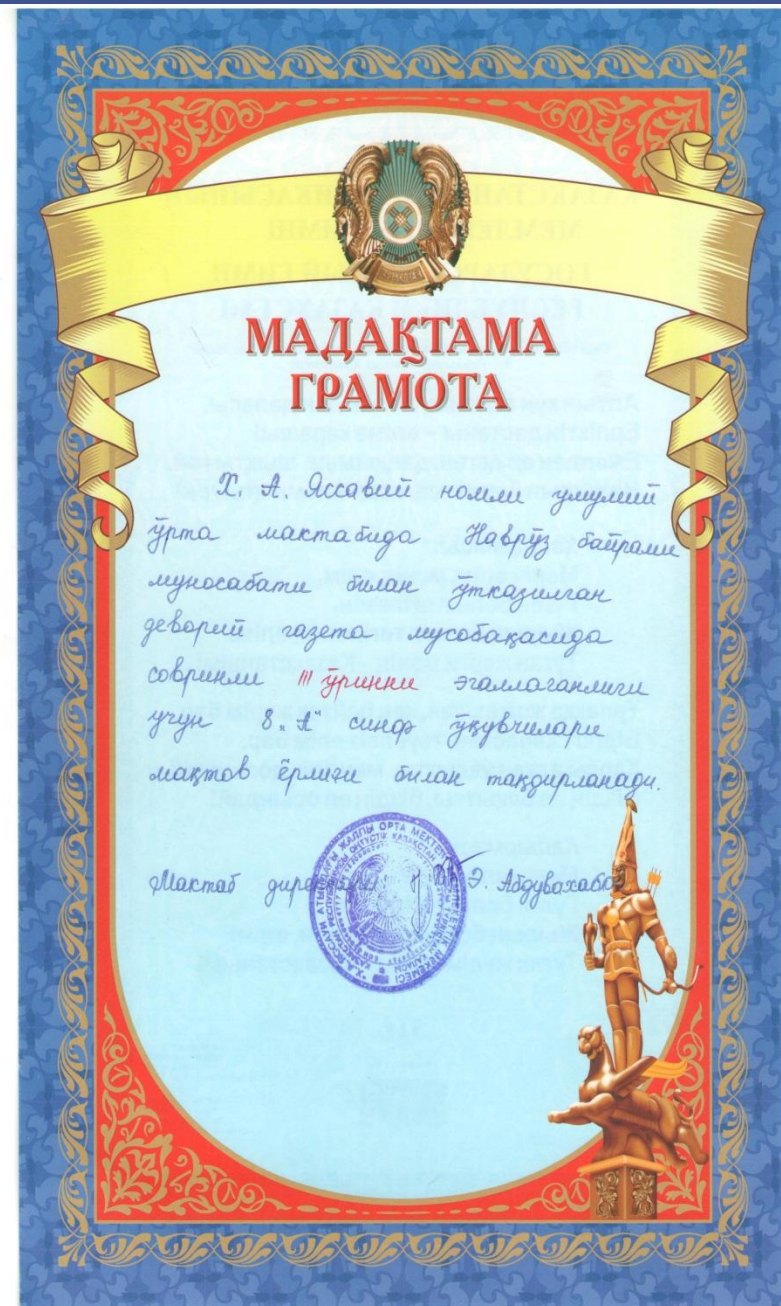 МАДАҚТАМА
ГРАМОТА
Х. А. Яссавий номли умумий
ўрта мактабида Наврўз байрами
муносабати билан ўтказилган
деворий газета мусобақасида
совринли III ўринни эгаллаганлиги
учун 8 „А" синф ўқувчилари
мақтов ёрлиғи билан тақдирланади.
Мактаб директори Э. Абдувахабов